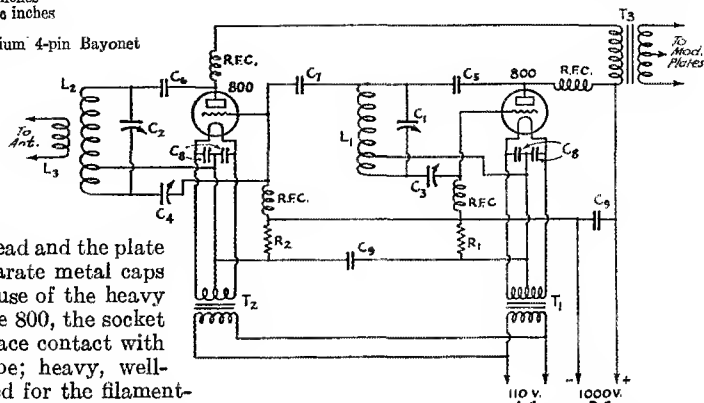 inches
ium 4-pin Bayonet
T3
To Mod. Plates
R.F.C.
800
C6
L2
C2
C8
To Ant.
L3
C4
R.F.C.
R2
C7
L1
C1
C3
C5
800
R.F.C.
C8
R.F.C.
R1
C9
C9
T2
T1
110 V.
- 1000V. +
ead and the plate
arate metal caps
use of the heavy
e 800, the socket
ace contact with
be; heavy, well-
ed for the filament-